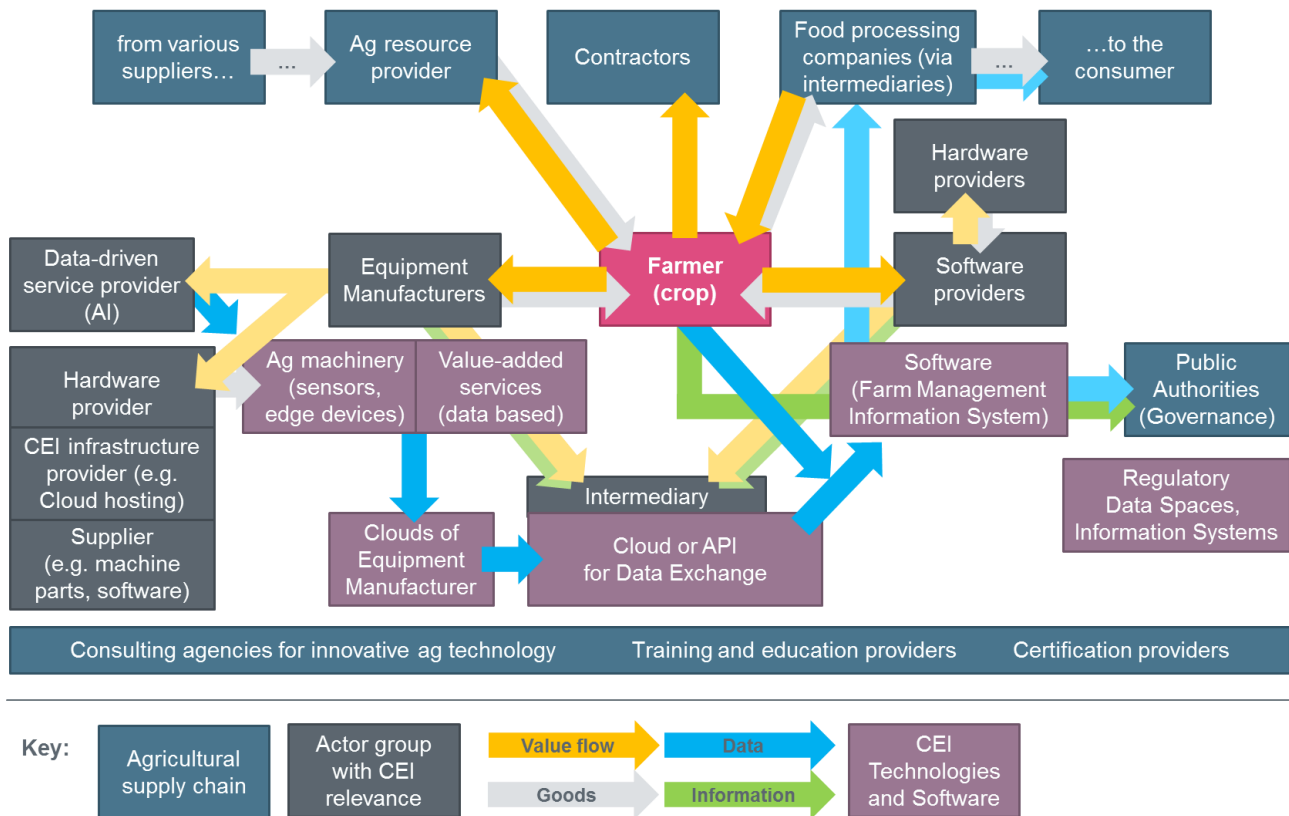 from various
suppliers…
...
Ag resource
provider
Contractors
Food processing
companies (via
intermediaries)
...
…to the
consumer
Hardware
providers
Data-driven
service provider
(AI)
Equipment
Manufacturers
Farmer
(crop)
Software
providers
Hardware
provider
Ag machinery
(sensors,
edge devices)
Value-added
services
(data based)
Software
(Farm Management
Information System)
Public
Authorities
(Governance)
CEI infrastructure
provider (e.g.
Cloud hosting)
Supplier
(e.g. machine
parts, software)
Clouds of
Equipment
Manufacturer
Intermediary
Cloud or API
for Data Exchange
Regulatory
Data Spaces,
Information Systems
Consulting agencies for innovative ag technology
Training and education providers
Certification providers
Key:
Agricultural
supply chain
Actor group
with CEI
relevance
Value flow
Data
Goods
Information
CEI
Technologies
and Software